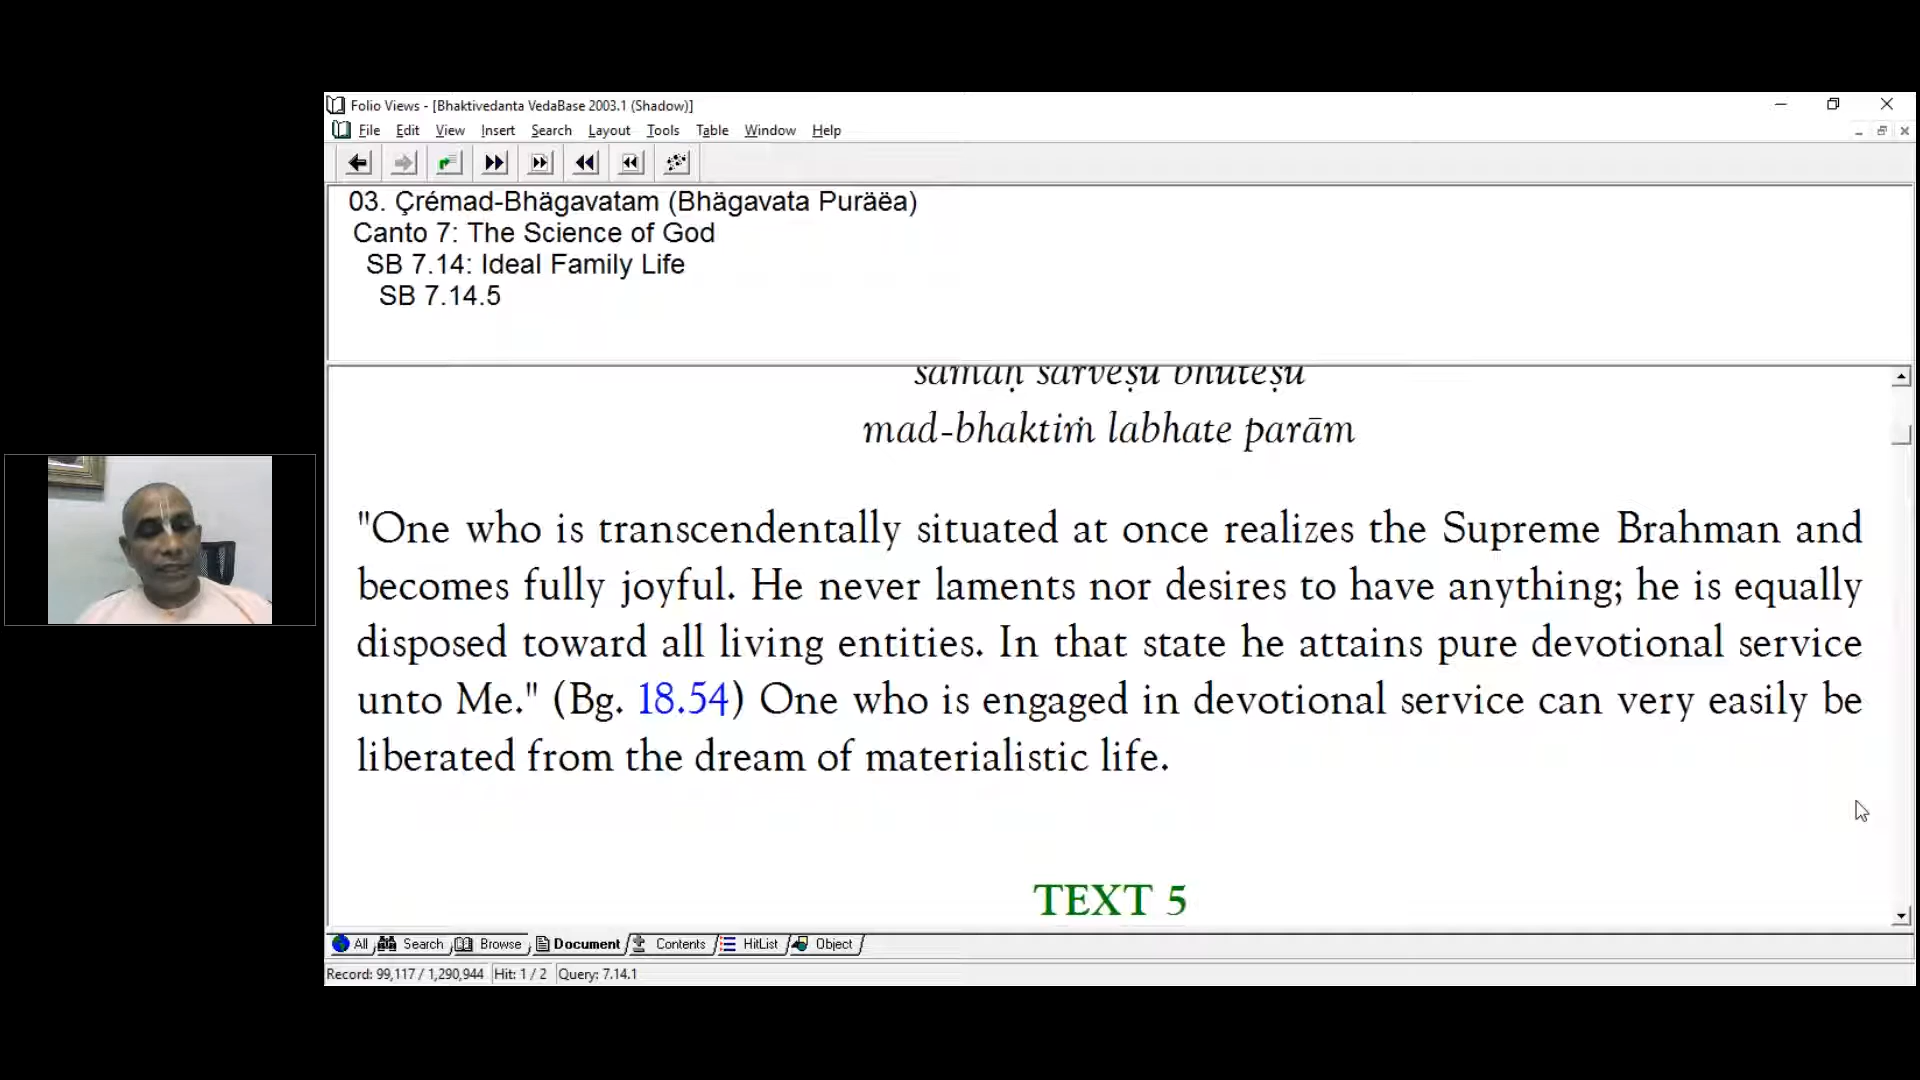 Folio Views - [Bhaktivedanta VedaBase 2003.1 (Shadow)]
File Edit View Insert Search Layout Tools Table Window Help
03. Çrémad-Bhägavatam (Bhägavata Puräëa)
Canto 7: The Science of God
SB 7.14: Ideal Family Life
SB 7.14.5
samaḥ sarveṣu bhūteṣu
mad-bhaktiṁ labhate parām
"One who is transcendentally situated at once realizes the Supreme Brahman and
becomes fully joyful. He never laments nor desires to have anything; he is equally
disposed toward all living entities. In that state he attains pure devotional service
unto Me." (Bg. 18.54) One who is engaged in devotional service can very easily be
liberated from the dream of materialistic life.
TEXT 5
All Search Browse Document Contents HitList Object
Record: 99,117 / 1,290,944 Hit: 1 / 2 Query: 7.14.1